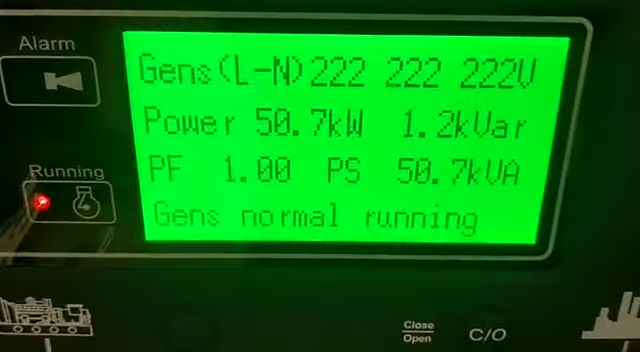 Alarm
Gens(L-N)222 222 222V
Power 50.7kW 1.2kVar
Running
PF 1.00 PS 50.7kVA
Gens normal running
Close
Open
C/O